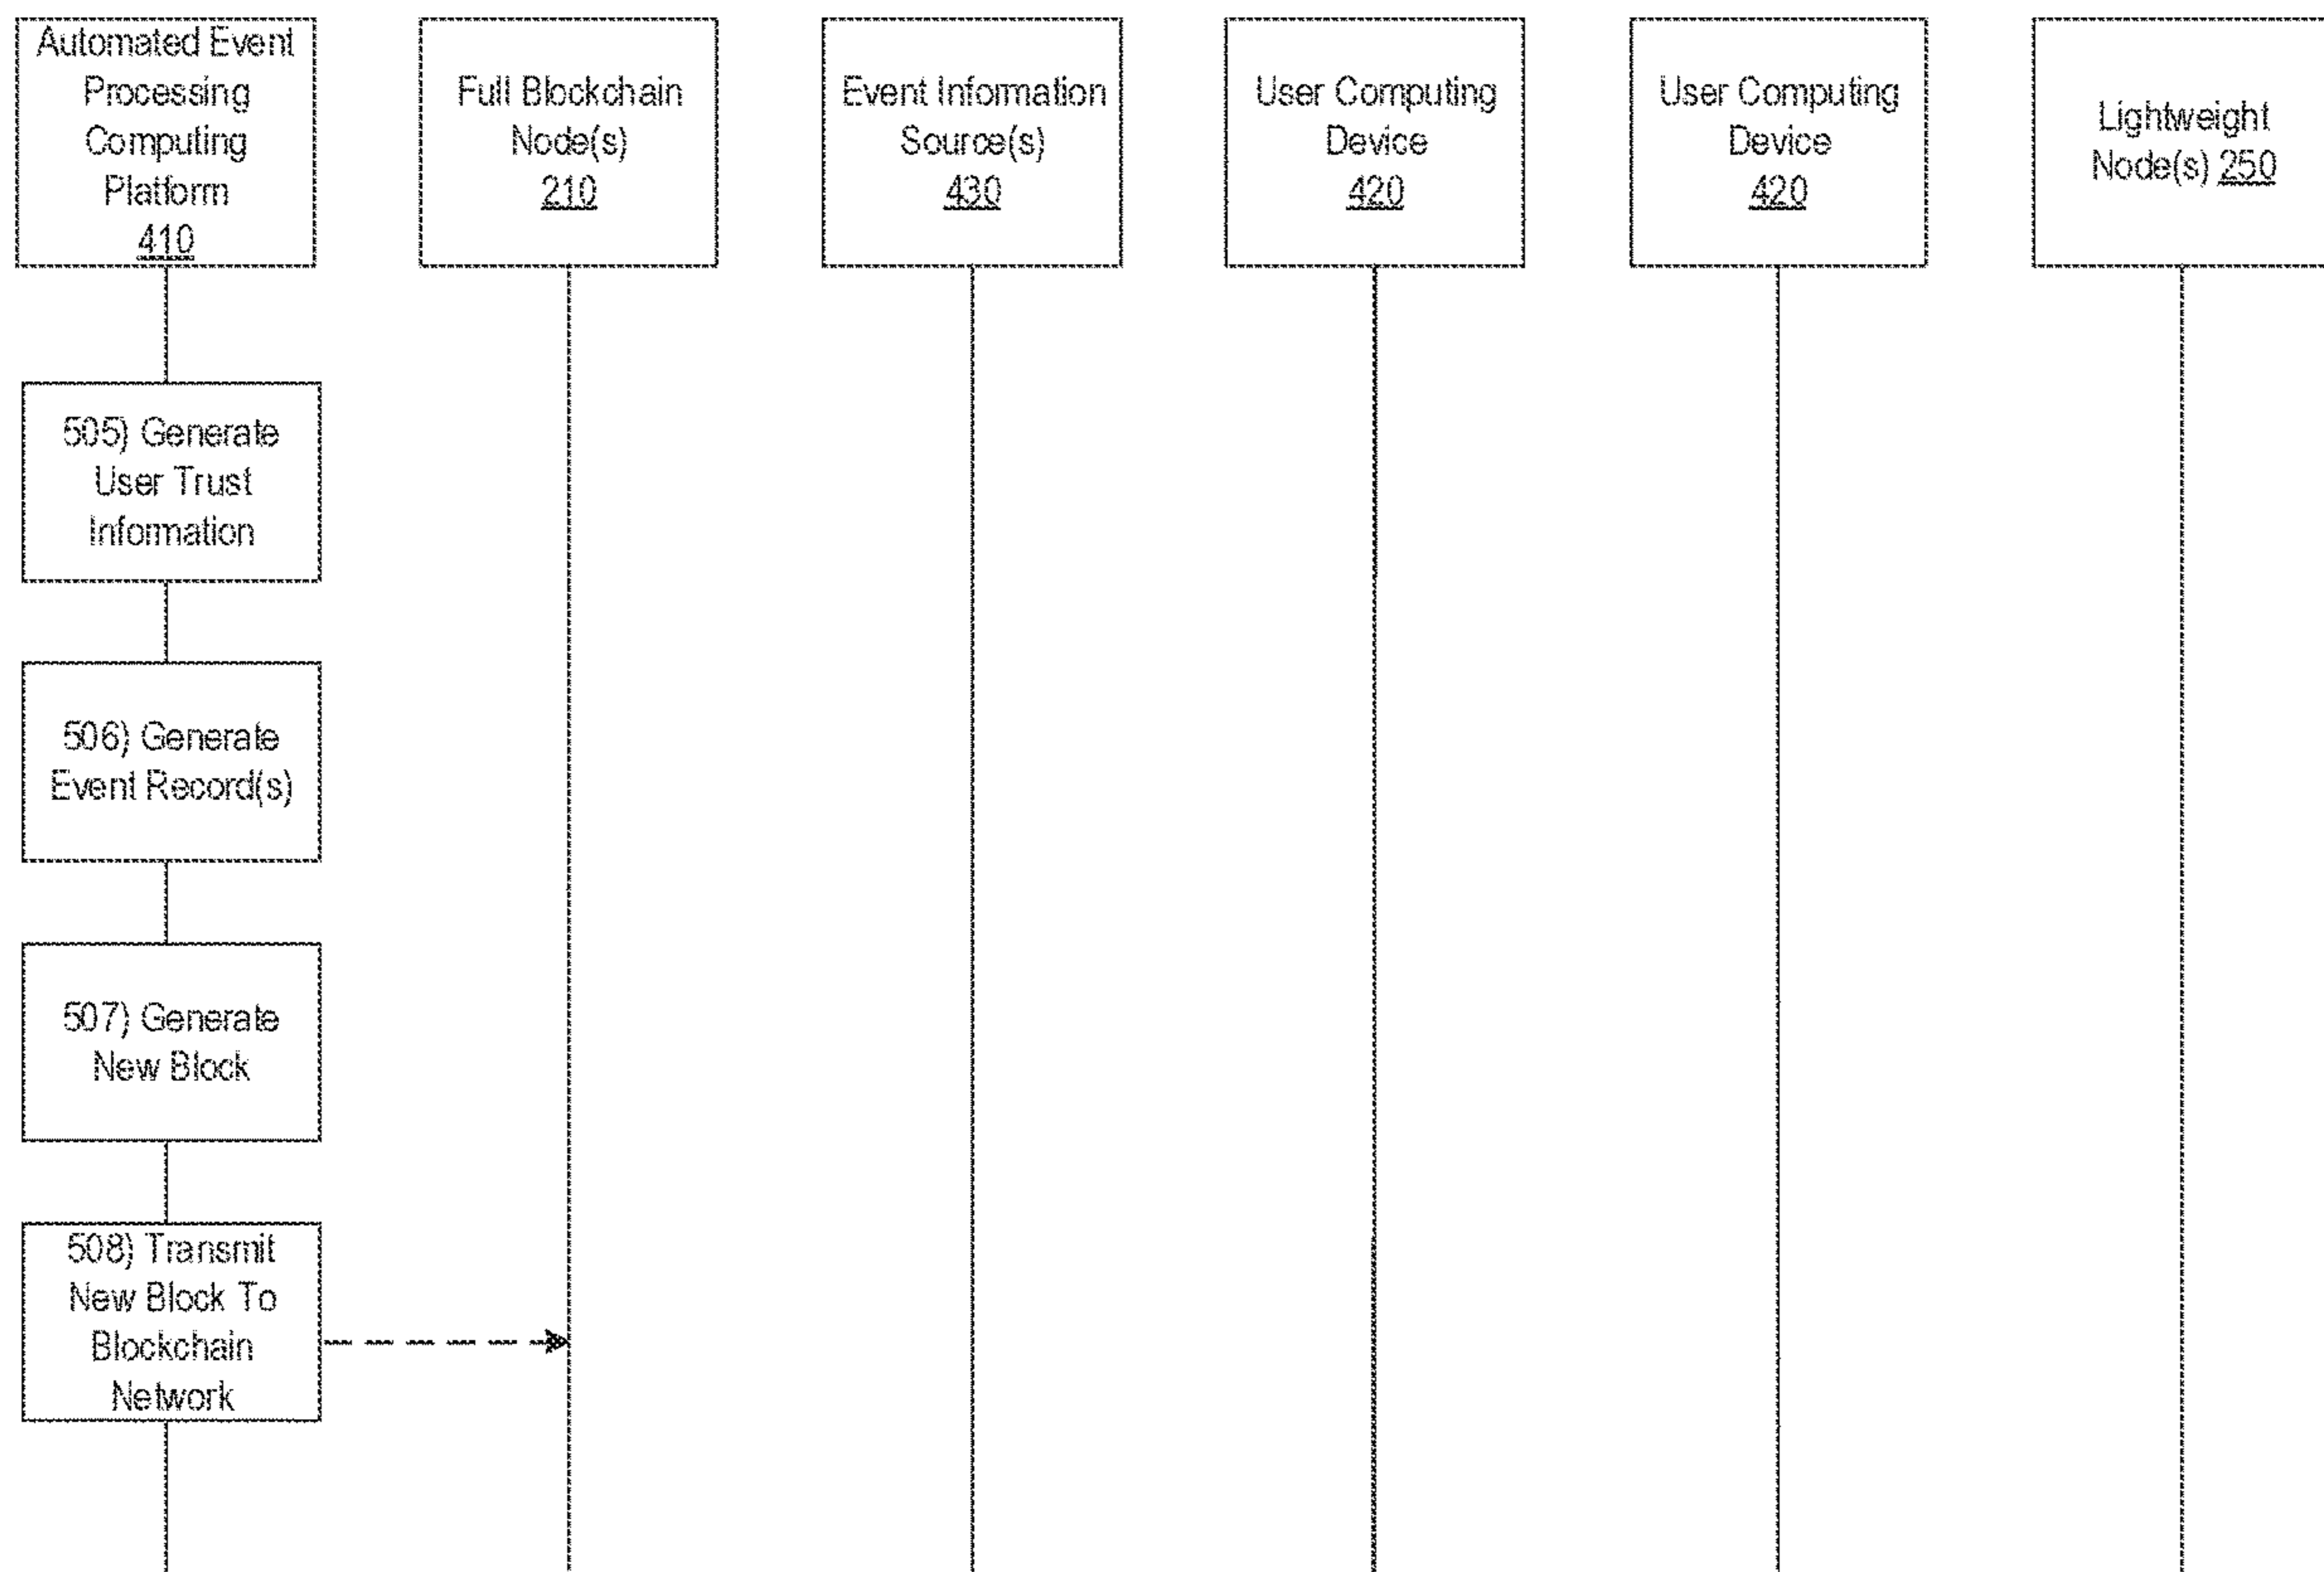 Automated Event
Processing
Computing
Platform
410
Full Blockchain
Node(s)
210
Event Information
Source(s)
430
User Computing
Device
420
User Computing
Device
420
Lightweight
Node(s) 250
505) Generate
User Trust
Information
506) Generate
Event Record(s)
507) Generate
New Block
508) Transmit
New Block To
Blockchain
Network